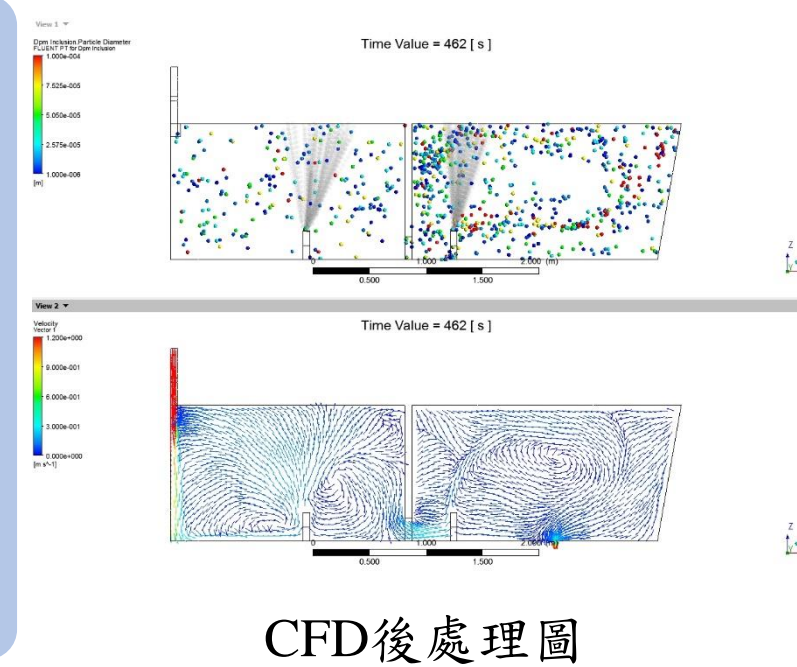 View 1
Dpm Inclusion.Particle Diameter
FLUENT PT for Dpm Inclusion
Time Value = 462 [ s ]
1.000e-004
7.525e-005
5.050e-005
2.575e-005
1.000e-006
[m]
0 1.000 2.000 (m)
0.500 1.500
Z
Y
View 2
Velocity
Vector 1
Time Value = 462 [ s ]
1.200e+000
9.000e-001
6.000e-001
3.000e-001
0.000e+000
[m s^-1]
0 1.000 2.000 (m)
0.500 1.500
Z
Y
CFD後處理圖